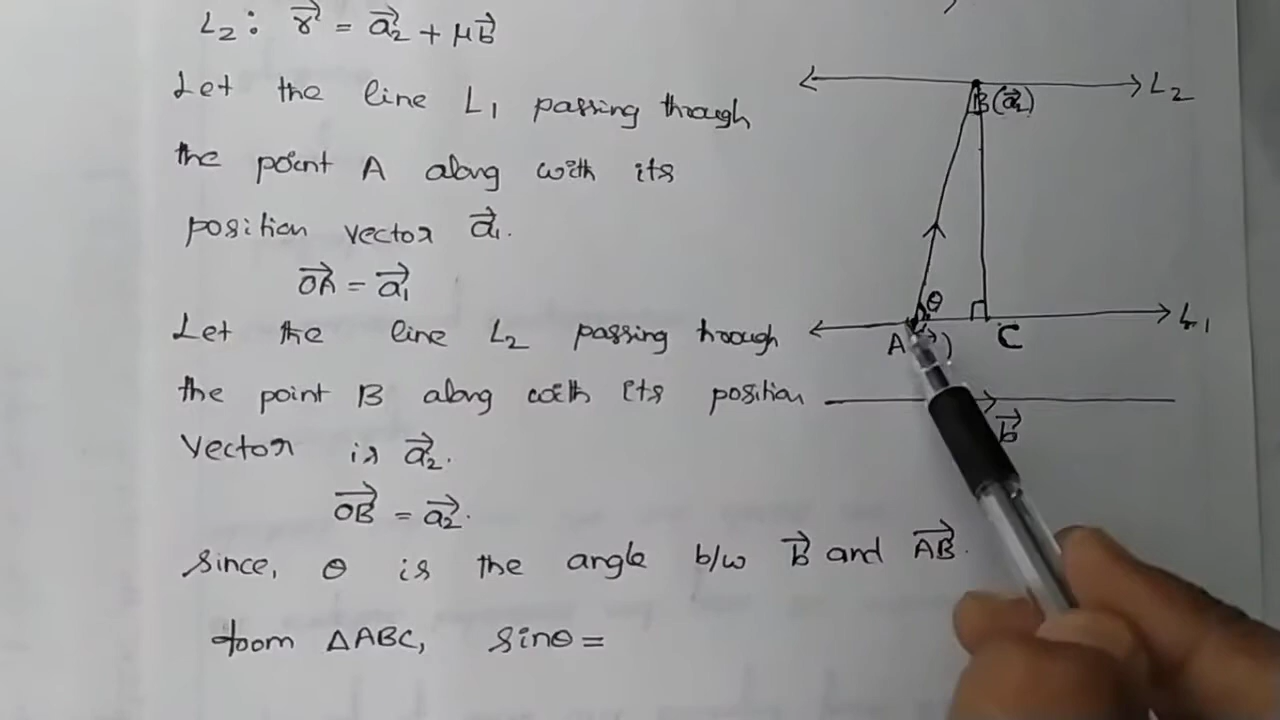 L₂: r⃗ = a⃗₂ + μb⃗
Let the line L₁ passing through
the point A along with its
position vector a⃗₁.
OA⃗ = a⃗₁
Let the line L₂ passing through
the point B along with its position
vector is a⃗₂.
OB⃗ = a⃗₂.
since, θ is the angle b/w b⃗ and AB⃗.
from ΔABC, sinθ =
L₂
B(a⃗₂)
θ
L₁
A
C
b⃗